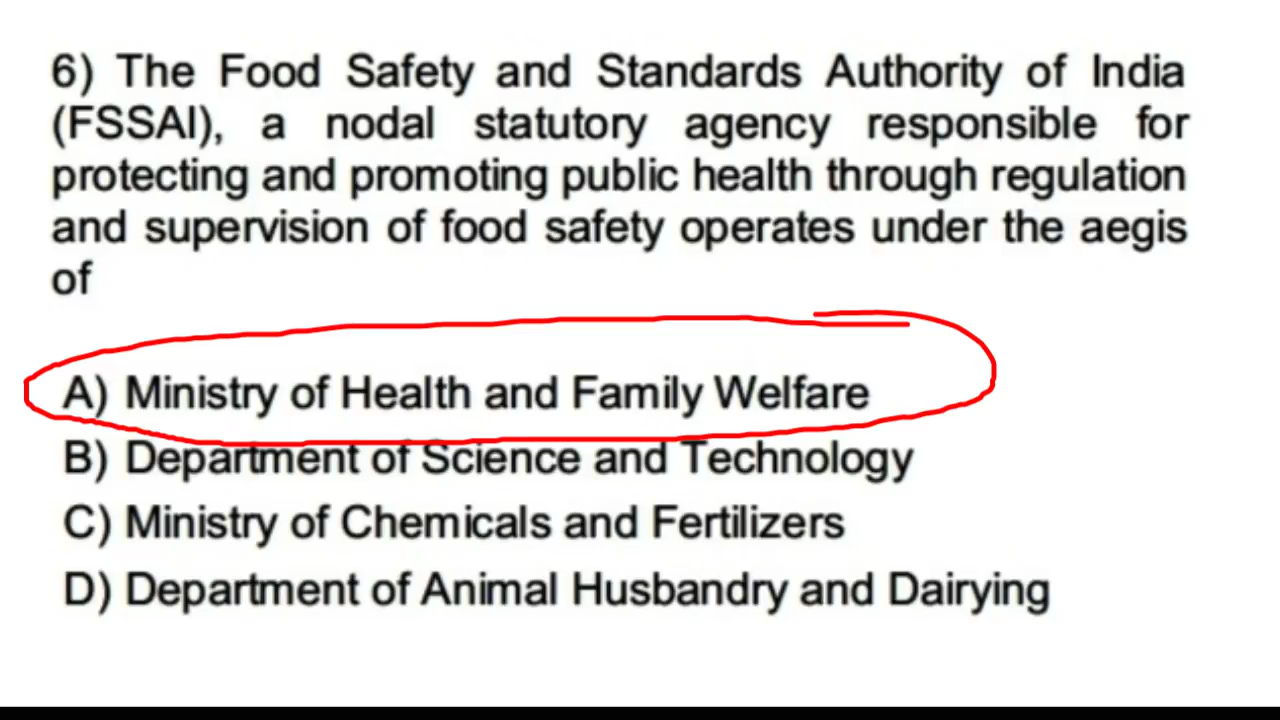 6) The Food Safety and Standards Authority of India
(FSSAI), a nodal statutory agency responsible for
protecting and promoting public health through regulation
and supervision of food safety operates under the aegis
of
A) Ministry of Health and Family Welfare
B) Department of Science and Technology
C) Ministry of Chemicals and Fertilizers
D) Department of Animal Husbandry and Dairying